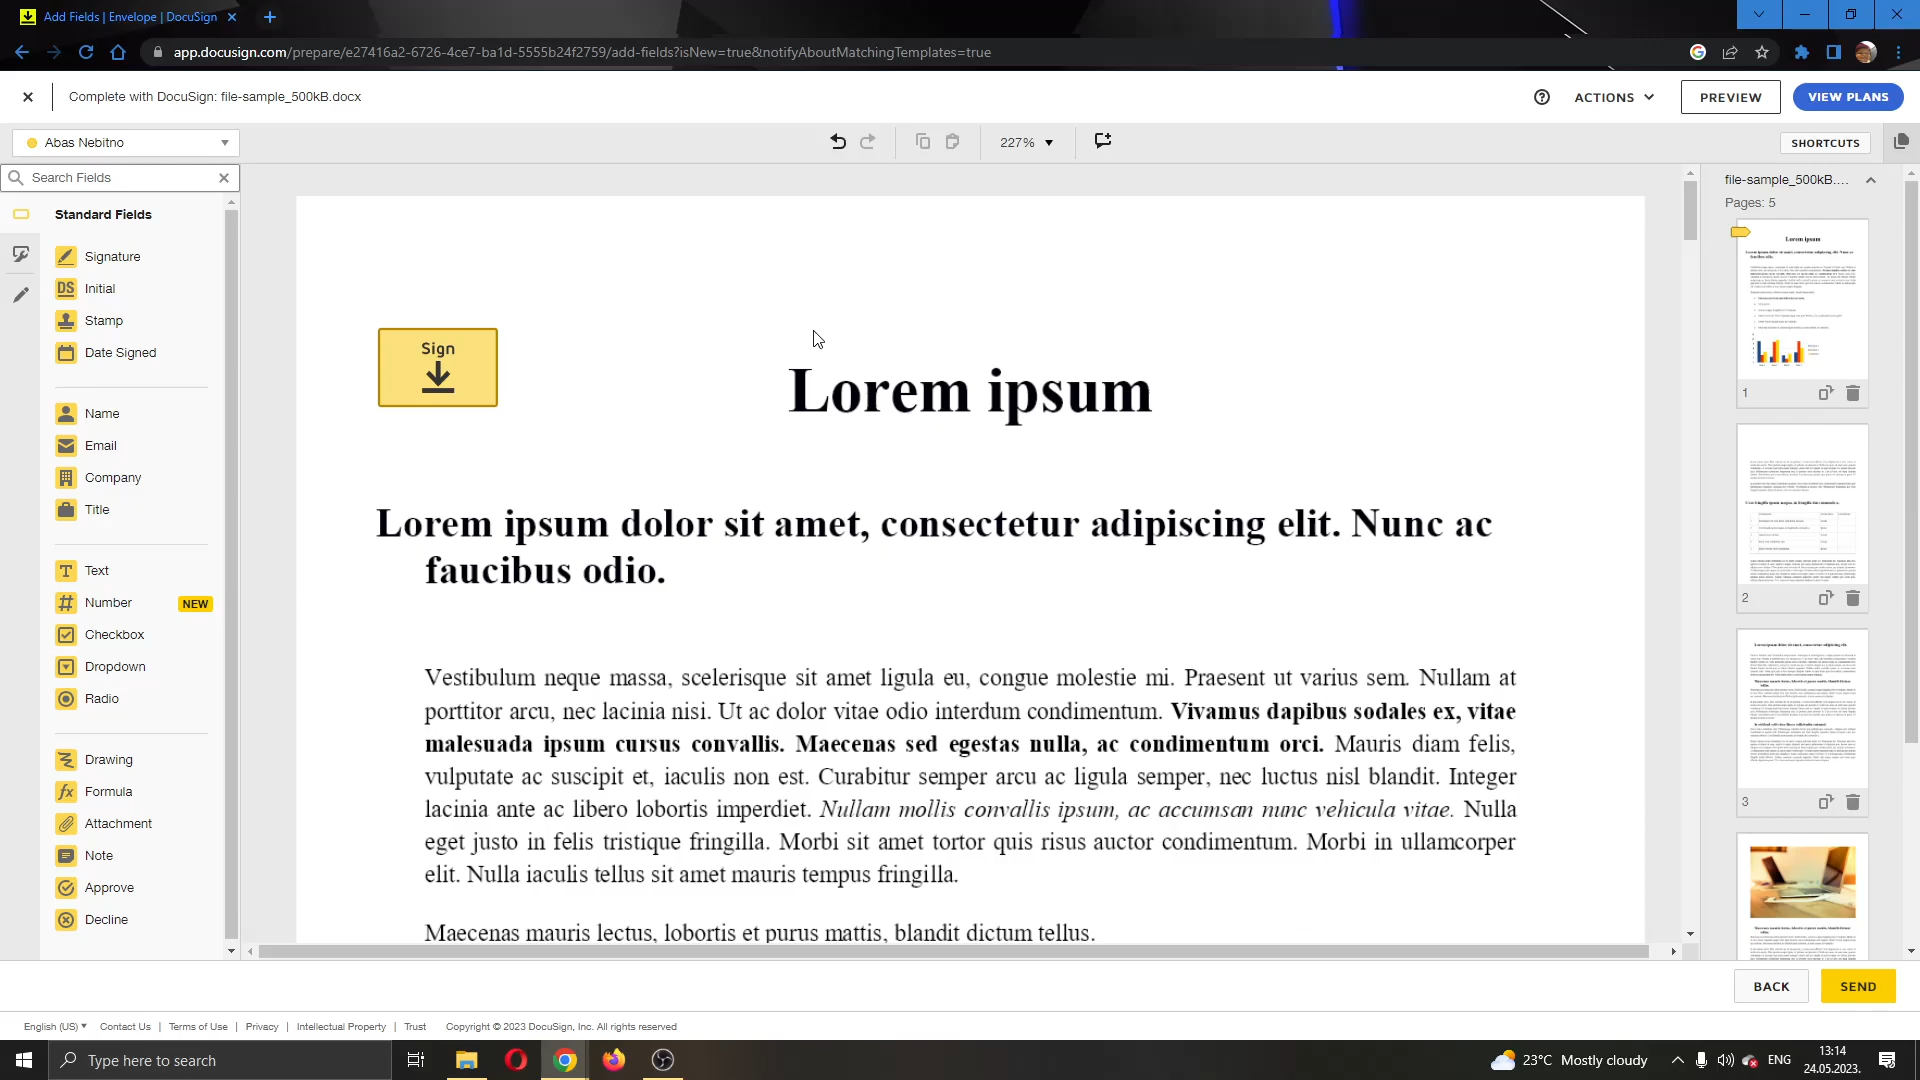 Add Fields | Envelope | DocuSign
app.docusign.com/prepare/e27416a2-6726-4ce7-ba1d-5555b24f2759/add-fields?isNew=true&notifyAboutMatchingTemplates=true
Complete with DocuSign: file-sample_500kB.docx
ACTIONS
PREVIEW
VIEW PLANS
Abas Nebitno
227%
SHORTCUTS
Search Fields
Standard Fields
Signature
DS Initial
Stamp
Date Signed
Name
Email
Company
Title
T Text
# Number NEW
Checkbox
Dropdown
Radio
Drawing
fx Formula
Attachment
Note
Approve
Decline
Sign
Lorem ipsum
Lorem ipsum dolor sit amet, consectetur adipiscing elit. Nunc ac
faucibus odio.
Vestibulum neque massa, scelerisque sit amet ligula eu, congue molestie mi. Praesent ut varius sem. Nullam at
porttitor arcu, nec lacinia nisi. Ut ac dolor vitae odio interdum condimentum. Vivamus dapibus sodales ex, vitae
malesuada ipsum cursus convallis. Maecenas sed egestas nulla, ac condimentum orci. Mauris diam felis,
vulputate ac suscipit et, iaculis non est. Curabitur semper arcu ac ligula semper, nec luctus nisl blandit. Integer
lacinia ante ac libero lobortis imperdiet. Nullam mollis convallis ipsum, ac accumsan nunc vehicula vitae. Nulla
eget justo in felis tristique fringilla. Morbi sit amet tortor quis risus auctor condimentum. Morbi in ullamcorper
elit. Nulla iaculis tellus sit amet mauris tempus fringilla.
Maecenas mauris lectus, lobortis et purus mattis, blandit dictum tellus.
file-sample_500kB....
Pages: 5
Lorem ipsum
1
2
3
BACK
SEND
English (US) Contact Us | Terms of Use | Privacy | Intellectual Property | Trust Copyright © 2023 DocuSign, Inc. All rights reserved
Type here to search
23°C Mostly cloudy
ENG
13:14
24.05.2023.